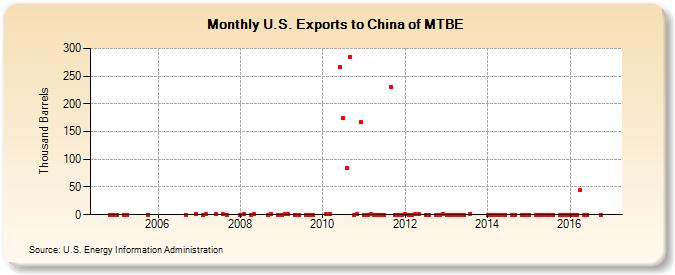 Monthly U.S. Exports to China of MTBE
Thousand Barrels
300
250
200
150
100
50
0
2006 2008 2010 2012 2014 2016
Source: U.S. Energy Information Administration